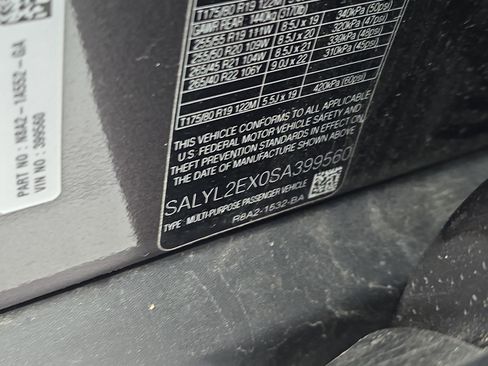 PART NO : R8A2-1A552-GA
VIN NO : 399560
T175/80 R19 122M
340kPa (50psi)
(GAWR REAR 1440kg
255/55 R19 111W 8.5J x 19 320kPa (47psi)
255/50 R20 109W 8.5J x 20 330kPa (48psi)
265/45 R21 104W 8.5J x 21 310kPa (45psi)
265/40 R22 106Y 9.0J x 22
T175/80 R19 122M 5.5J x 19 420kPa (60psi)
THIS VEHICLE CONFORMS TO ALL APPLICABLE
U.S. FEDERAL MOTOR VEHICLE SAFETY AND
THEFT PREVENTION STANDARDS IN EFFECT ON
THE DATE OF MANUFACTURE SHOWN ABOVE.
SALYL2EX0SA399560
TYPE: MULTI-PURPOSE PASSENGER VEHICLE
R8A2-1532-BA